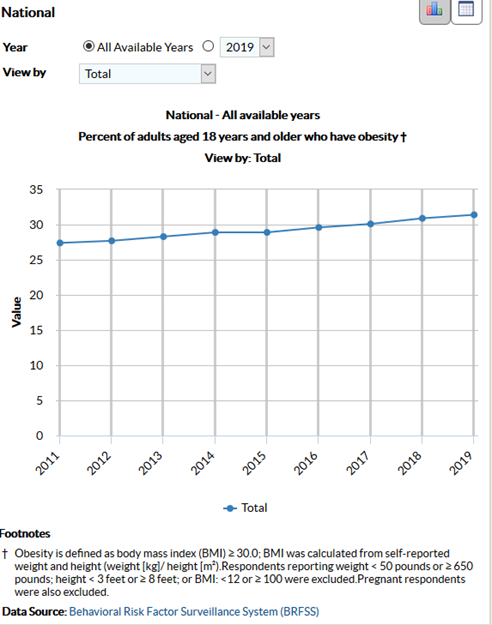 National
Year All Available Years 2019
View by Total
National - All available years
Percent of adults aged 18 years and older who have obesity †
View by: Total
35
30
25
20
15
10
5
0
Value
2011 2012 2013 2014 2015 2016 2017 2018 2019
Total
Footnotes
† Obesity is defined as body mass index (BMI) ≥ 30.0; BMI was calculated from self-reported
weight and height (weight [kg]/ height [m²).Respondents reporting weight < 50 pounds or ≥ 650
pounds; height < 3 feet or ≥ 8 feet; or BMI: <12 or ≥ 100 were excluded.Pregnant respondents
were also excluded.
Data Source: Behavioral Risk Factor Surveillance System (BRFSS)